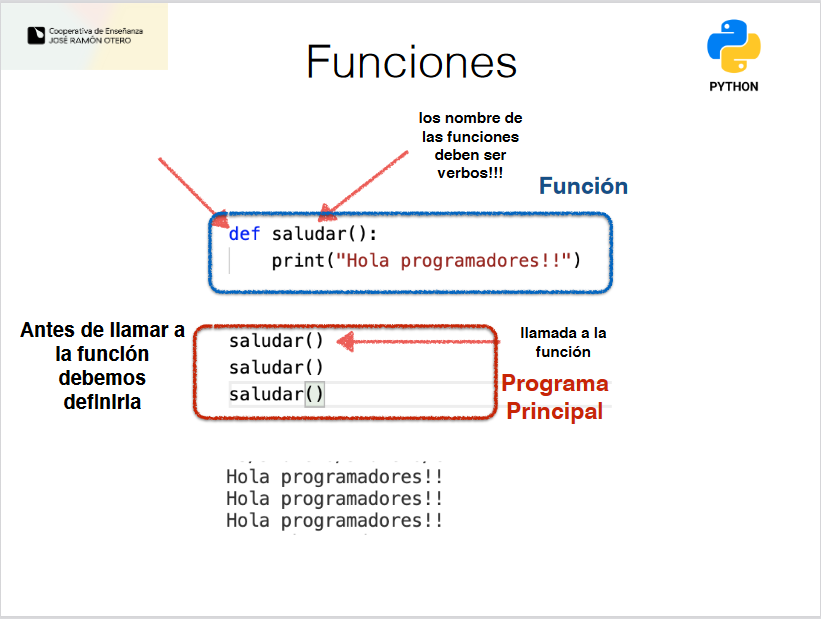 Cooperativa de Enseñanza
JOSÉ RAMÓN OTERO
Funciones
PYTHON
los nombre de
las funciones
deben ser
verbos!!!
Función
def saludar():
print("Hola programadores!!")
Antes de llamar a
la función
debemos
definirla
saludar()
saludar()
saludar()
llamada a la
función
Programa
Principal
Hola programadores!!
Hola programadores!!
Hola programadores!!